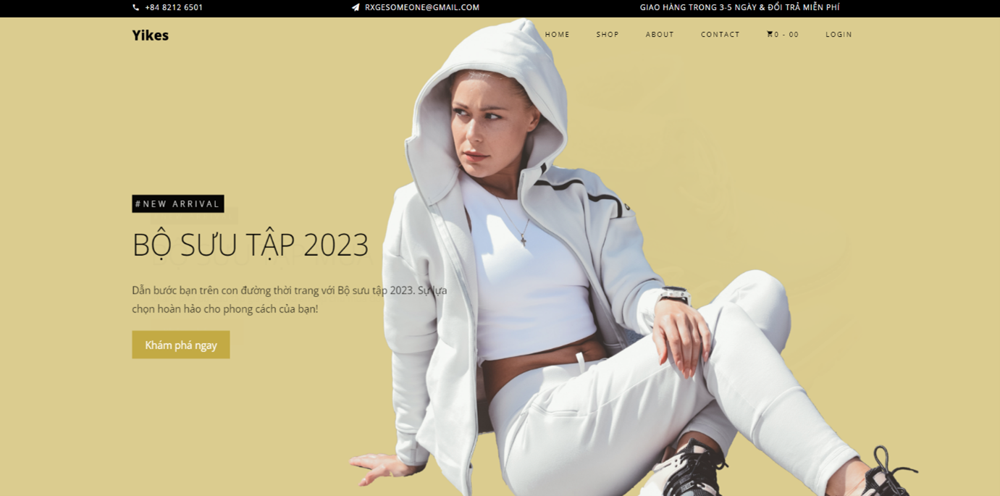 +84 8212 6501
RXGESOMEONE@GMAIL.COM
GIAO HÀNG TRONG 3-5 NGÀY & ĐỔI TRẢ MIỄN PHÍ
Yikes
HOME
SHOP
ABOUT
CONTACT
0 - 00
LOGIN
#NEW ARRIVAL
BỘ SƯU TẬP 2023
Dẫn bước bạn trên con đường thời trang với Bộ sưu tập 2023. Sự lựa
chọn hoàn hảo cho phong cách của bạn!
Khám phá ngay